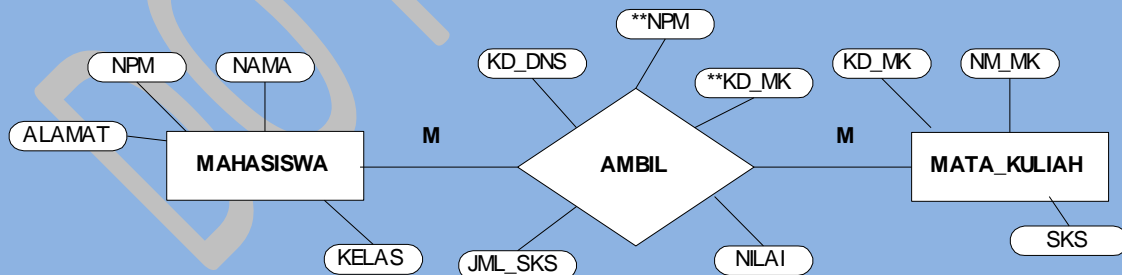 **NPM
NPM
NAMA
KD_DNS
KD_MK
NM_MK
**KD_MK
ALAMAT
M
M
MAHASISWA
AMBIL
MATA_KULIAH
SKS
KELAS
JML_SKS
NILAI